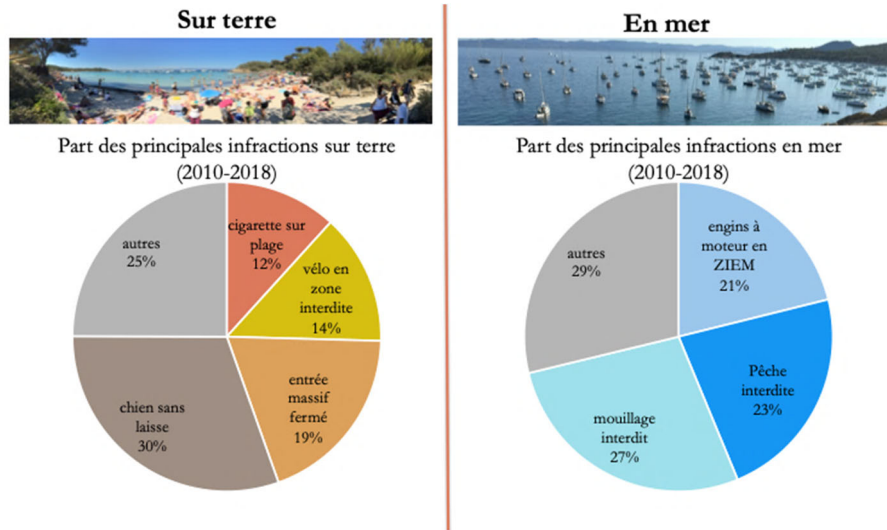 Sur terre
Part des principales infractions sur terre
(2010-2018)
cigarette sur
plage
12%
vélo en
zone
interdite
14%
entrée
massif
fermé
19%
chien sans
laisse
30%
autres
25%
En mer
Part des principales infractions en mer
(2010-2018)
engins à
moteur en
ZIEM
21%
Pêche
interdite
23%
mouillage
interdit
27%
autres
29%